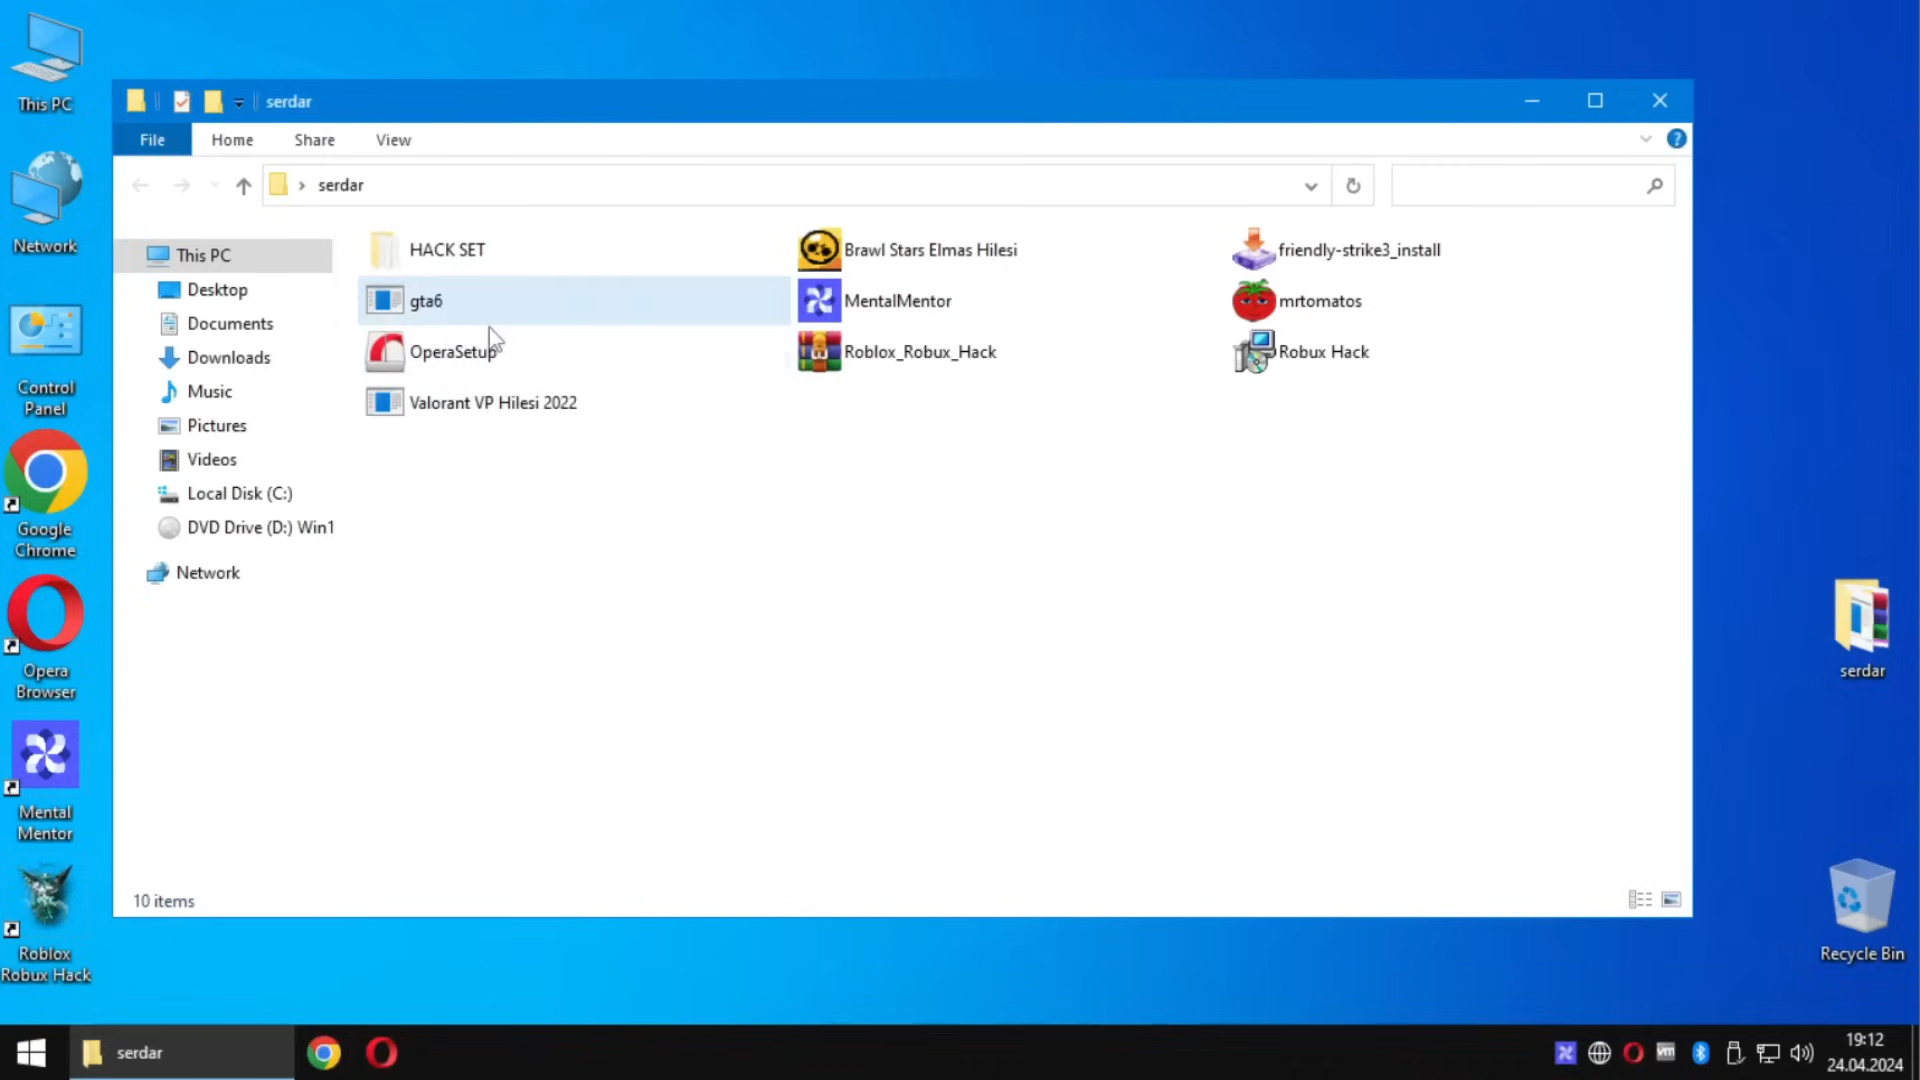 This PC
Network
Control
Panel
Google
Chrome
Opera
Browser
Mental
Mentor
Roblox
Robux Hack
serdar
File
Home
Share
View
serdar
This PC
Desktop
Documents
Downloads
Music
Pictures
Videos
Local Disk (C:)
DVD Drive (D:) Win1
Network
HACK SET
Brawl Stars Elmas Hilesi
friendly-strike3_install
gta6
MentalMentor
mrtomatos
OperaSetup
Roblox_Robux_Hack
Robux Hack
Valorant VP Hilesi 2022
10 items
serdar
Recycle Bin
serdar
vm
19:12
24.04.2024